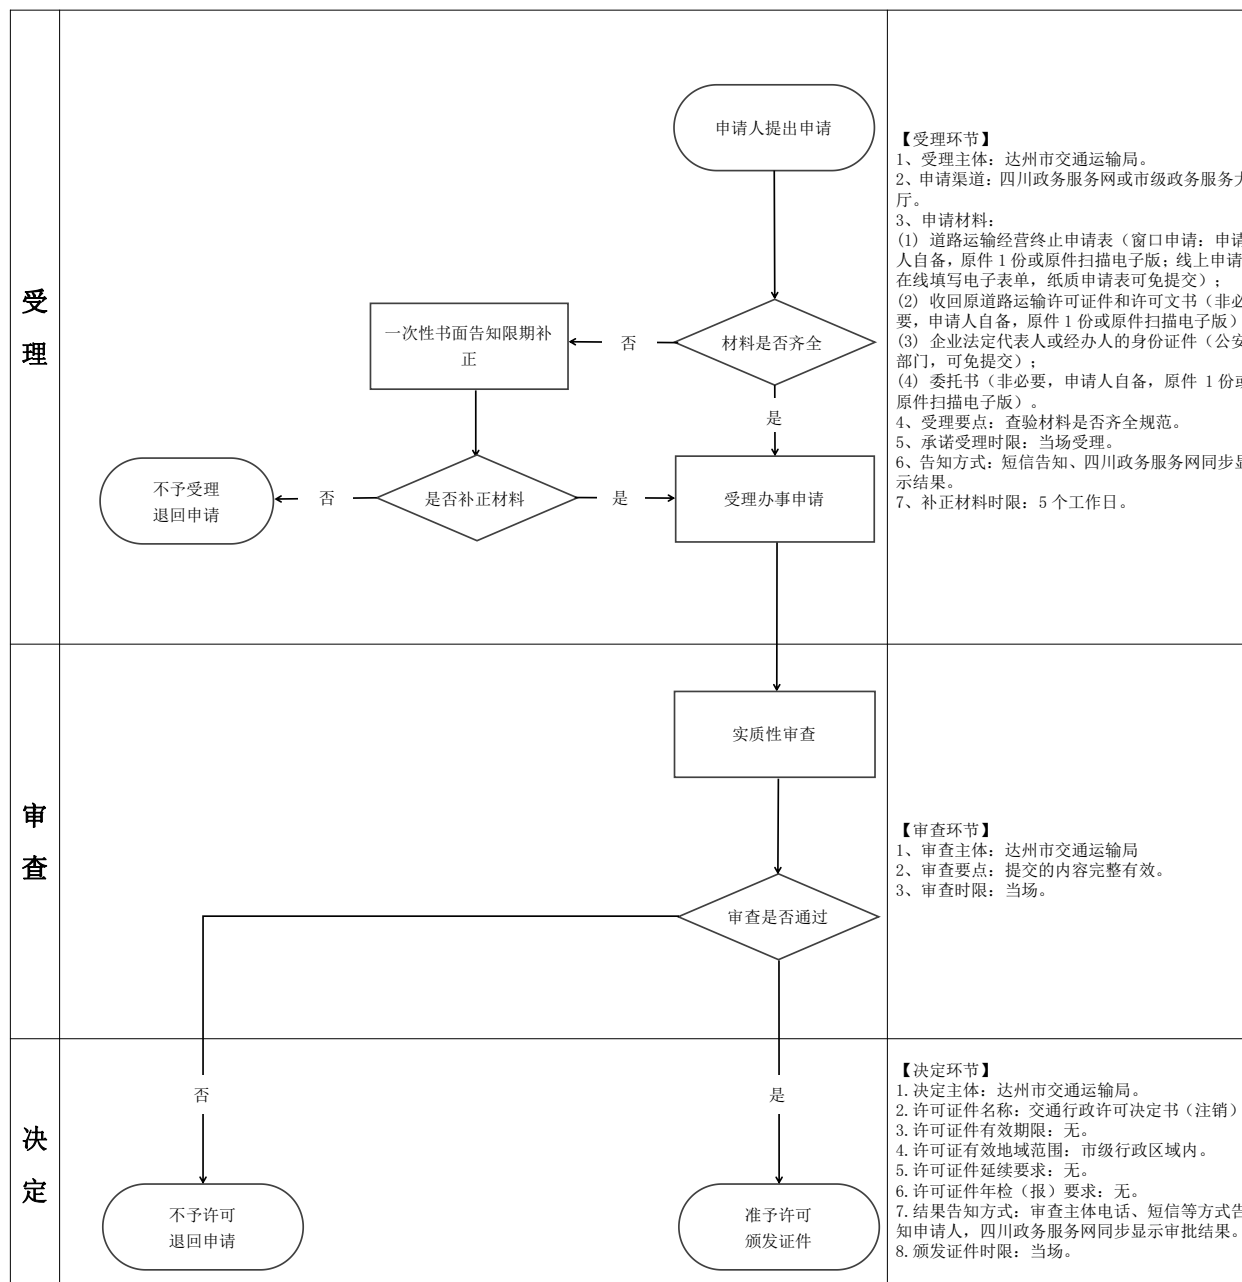 受
理
申请人提出申请
材料是否齐全
否
一次性书面告知限期补
正
是
是否补正材料
否
不予受理
退回申请
是
受理办事申请
【受理环节】
1、受理主体：达州市交通运输局。
2、申请渠道：四川政务服务网或市级政务服务大
厅。
3、申请材料：
(1) 道路运输经营终止申请表（窗口申请：申请
人自备，原件 1 份或原件扫描电子版；线上申请
在线填写电子表单，纸质申请表可免提交）；
(2) 收回原道路运输许可证件和许可文书（非必
要，申请人自备，原件 1 份或原件扫描电子版）
(3) 企业法定代表人或经办人的身份证件（公安
部门，可免提交）；
(4) 委托书（非必要，申请人自备，原件 1 份或
原件扫描电子版）。
4、受理要点：查验材料是否齐全规范。
5、承诺受理时限：当场受理。
6、告知方式：短信告知、四川政务服务网同步显
示结果。
7、补正材料时限：5 个工作日。
审
查
实质性审查
审查是否通过
【审查环节】
1、审查主体：达州市交通运输局
2、审查要点：提交的内容完整有效。
3、审查时限：当场。
决
定
否
是
不予许可
退回申请
准予许可
颁发证件
【决定环节】
1.决定主体：达州市交通运输局。
2.许可证件名称：交通行政许可决定书（注销）
3.许可证件有效期限：无。
4.许可证有效地域范围：市级行政区域内。
5.许可证件延续要求：无。
6.许可证件年检（报）要求：无。
7.结果告知方式：审查主体电话、短信等方式告
知申请人，四川政务服务网同步显示审批结果。
8.颁发证件时限：当场。